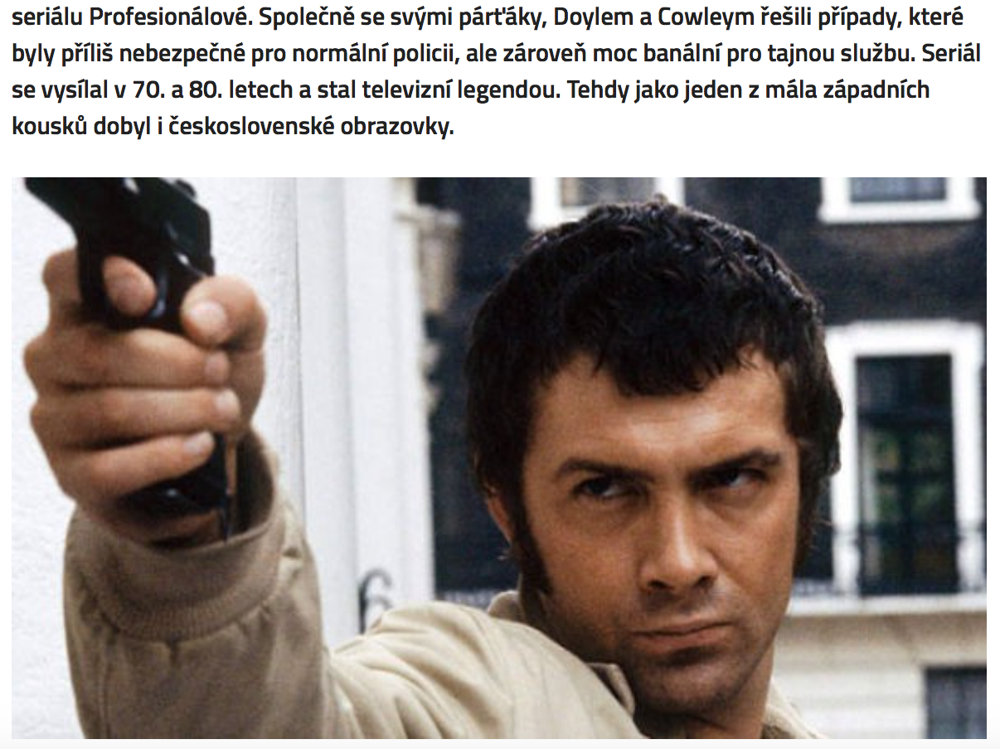 seriálu Profesionálové. Společně se svými párťáky, Doylem a Cowleym řešili případy, které
byly příliš nebezpečné pro normální policii, ale zároveň moc banální pro tajnou službu. Seriál
se vysílal v 70. a 80. letech a stal televizní legendou. Tehdy jako jeden z mála západních
kousků dobyl i československé obrazovky.
6